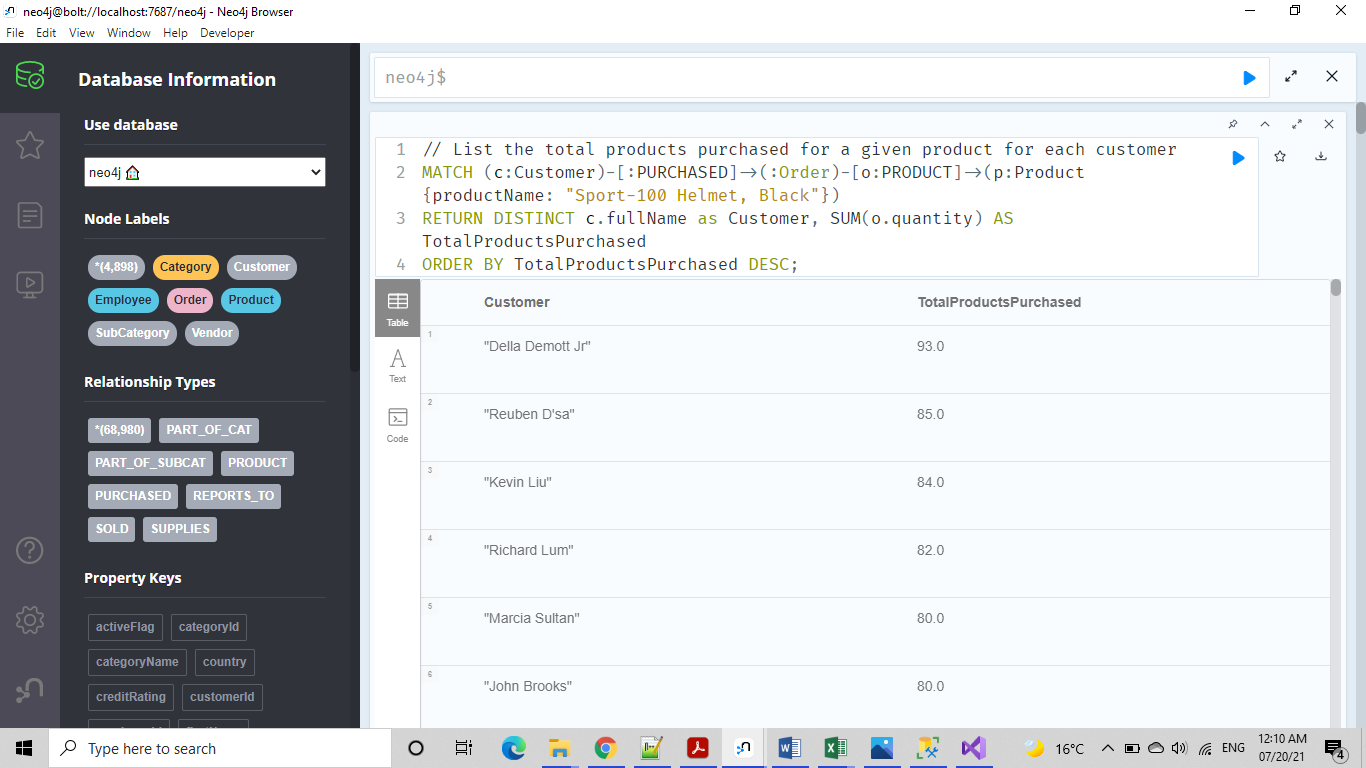 neo4j@bolt://localhost:7687/neo4j - Neo4j Browser
File Edit View Window Help Developer
Database Information
Use database
neo4j
Node Labels
*(4,898) Category Customer
Employee Order Product
SubCategory Vendor
Relationship Types
*(68,980) PART_OF_CAT
PART_OF_SUBCAT PRODUCT
PURCHASED REPORTS_TO
SOLD SUPPLIES
Property Keys
activeFlag categoryId
categoryName country
creditRating customerId
neo4j$
1 // List the total products purchased for a given product for each customer
2 MATCH (c:Customer)-[:PURCHASED]→(:Order)-[o:PRODUCT]→(p:Product
{productName: "Sport-100 Helmet, Black"})
3 RETURN DISTINCT c.fullName as Customer, SUM(o.quantity) AS
TotalProductsPurchased
4 ORDER BY TotalProductsPurchased DESC;
Table
A
Text
Code
Customer TotalProductsPurchased
1 "Della Demott Jr" 93.0
2 "Reuben D'sa" 85.0
3 "Kevin Liu" 84.0
4 "Richard Lum" 82.0
5 "Marcia Sultan" 80.0
6 "John Brooks" 80.0
Type here to search
16°C
ENG
12:10 AM
07/20/21
4